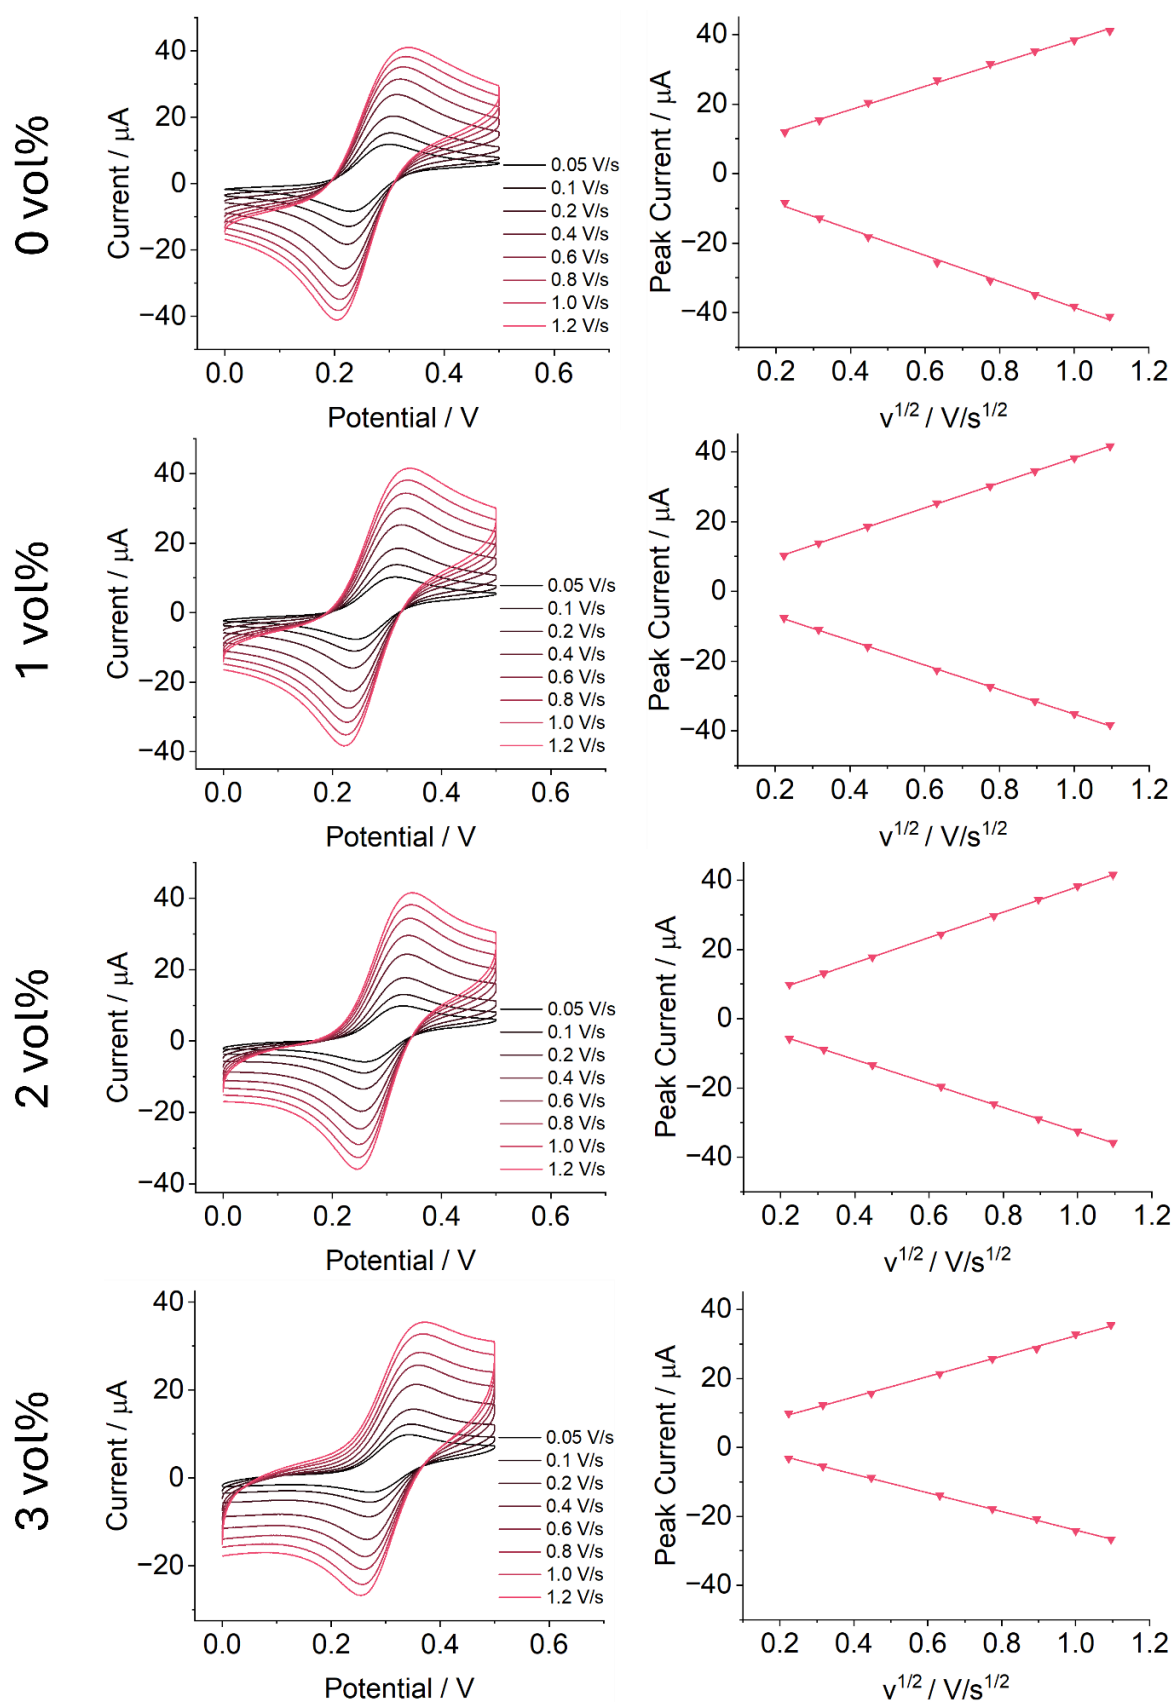 0 vol%
Current / μA
40
20
0
−20
−40
0.0 0.2 0.4 0.6
Potential / V
0.05 V/s
0.1 V/s
0.2 V/s
0.4 V/s
0.6 V/s
0.8 V/s
1.0 V/s
1.2 V/s
Peak Current / μA
40
20
0
−20
−40
0.2 0.4 0.6 0.8 1.0 1.2
v1/2 / V/s1/2
1 vol%
Current / μA
40
20
0
−20
−40
0.0 0.2 0.4 0.6
Potential / V
0.05 V/s
0.1 V/s
0.2 V/s
0.4 V/s
0.6 V/s
0.8 V/s
1.0 V/s
1.2 V/s
Peak Current / μA
40
20
0
−20
−40
0.2 0.4 0.6 0.8 1.0 1.2
v1/2 / V/s1/2
2 vol%
Current / μA
40
20
0
−20
−40
0.0 0.2 0.4 0.6
Potential / V
0.05 V/s
0.1 V/s
0.2 V/s
0.4 V/s
0.6 V/s
0.8 V/s
1.0 V/s
1.2 V/s
Peak Current / μA
40
20
0
−20
−40
0.2 0.4 0.6 0.8 1.0 1.2
v1/2 / V/s1/2
3 vol%
Current / μA
40
20
0
−20
0.0 0.2 0.4 0.6
Potential / V
0.05 V/s
0.1 V/s
0.2 V/s
0.4 V/s
0.6 V/s
0.8 V/s
1.0 V/s
1.2 V/s
Peak Current / μA
40
20
0
−20
−40
0.2 0.4 0.6 0.8 1.0 1.2
v1/2 / V/s1/2